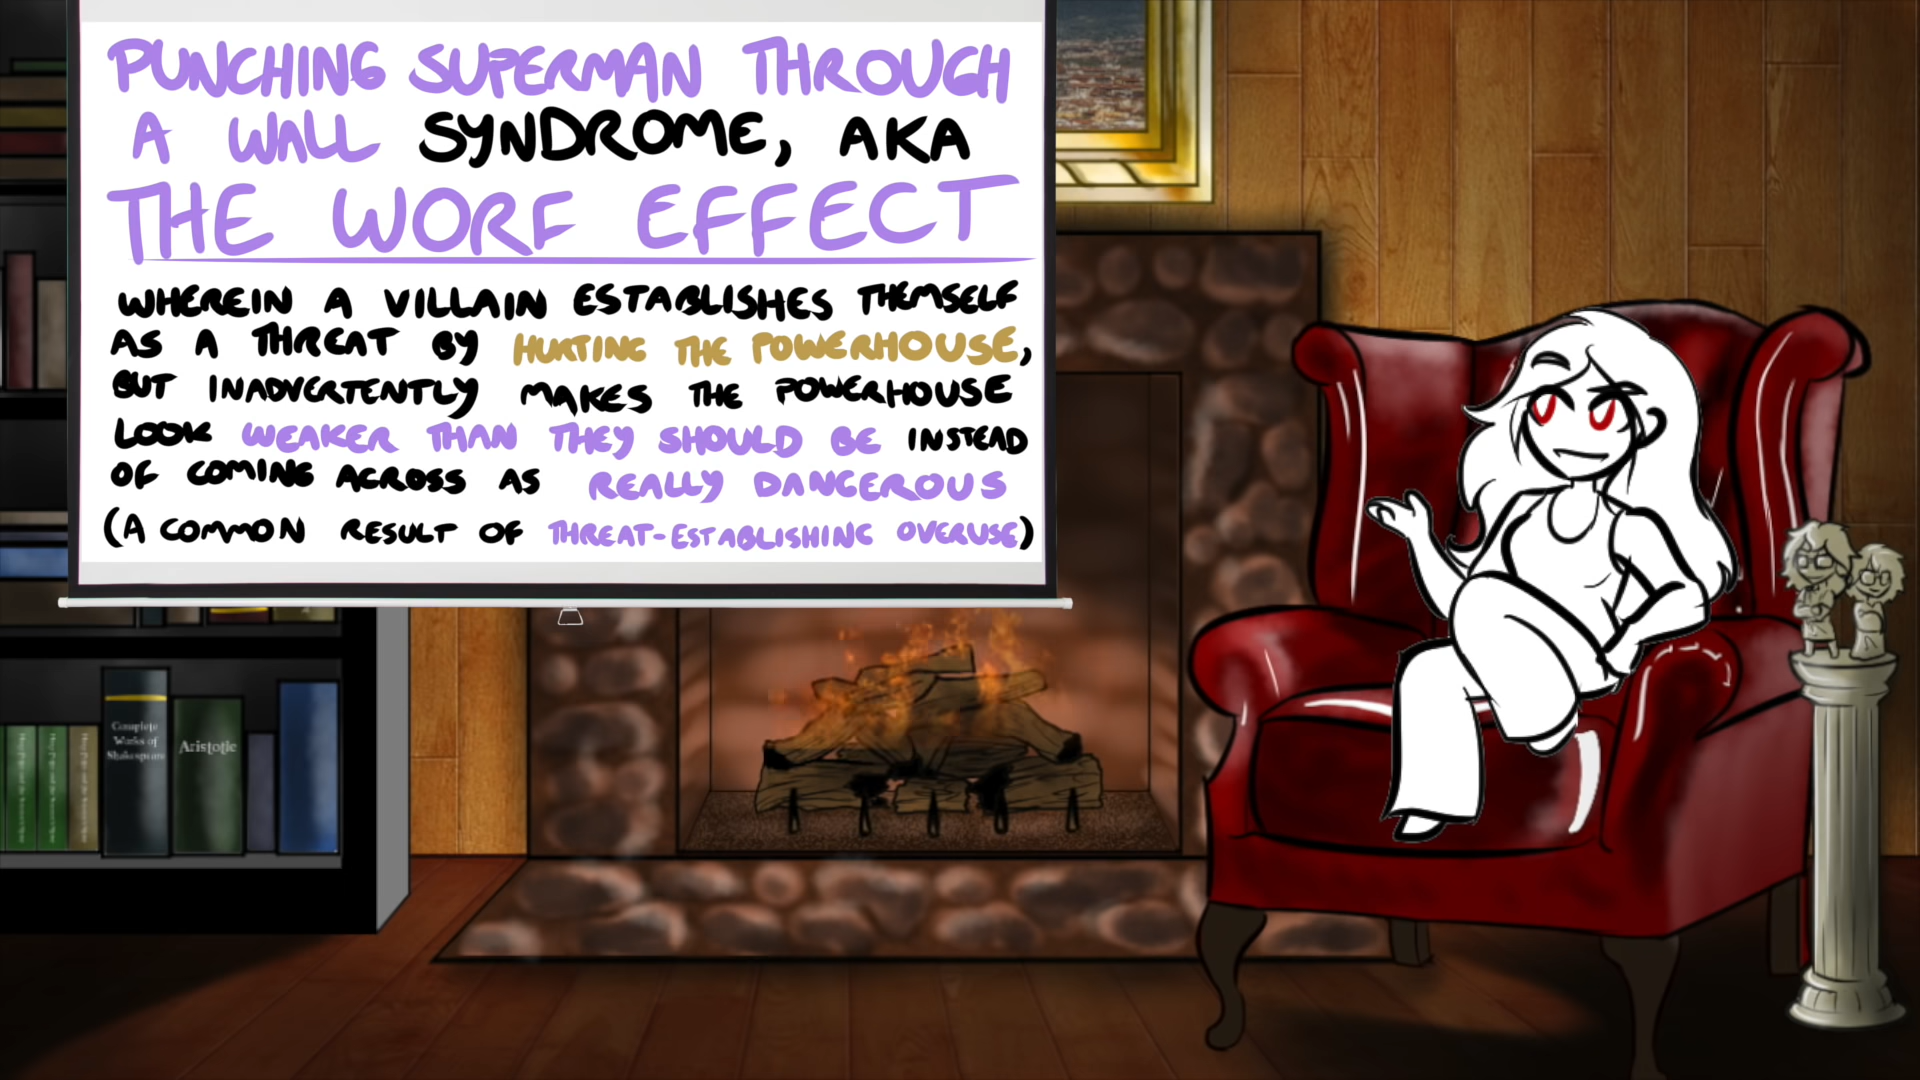 PUNCHING SUPERMAN THROUGH
A WALL SYNDROME, AKA
THE WORF EFFECT
WHEREIN A VILLAIN ESTABLISHES THEMSELF
AS A THREAT BY HURTING THE POWERHOUSE,
BUT INADVERTENTLY MAKES THE POWERHOUSE
LOOK WEAKER THAN THEY SHOULD BE INSTEAD
OF COMING ACROSS AS REALLY DANGEROUS
(A COMMON RESULT OF THREAT-ESTABLISHING OVERUSE)
Complete
Works of
Shakespeare
Aristotle